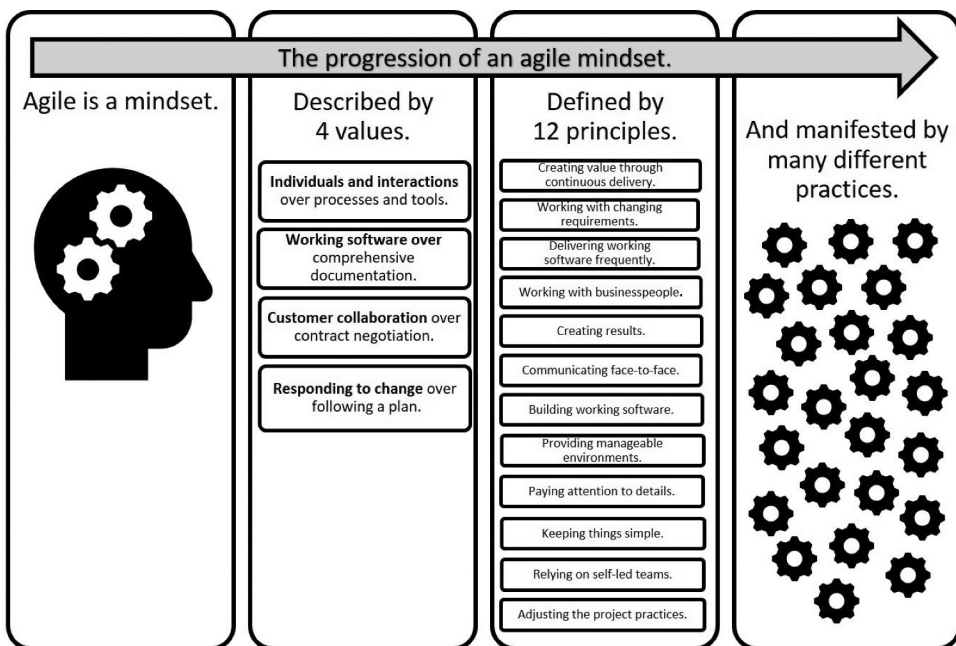 The progression of an agile mindset.
Agile is a mindset.
Described by
4 values.
Individuals and interactions
over processes and tools.
Working software over
comprehensive
documentation.
Customer collaboration over
contract negotiation.
Responding to change over
following a plan.
Defined by
12 principles.
Creating value through
continuous delivery.
Working with changing
requirements.
Delivering working
software frequently.
Working with businesspeople.
Creating results.
Communicating face-to-face.
Building working software.
Providing manageable
environments.
Paying attention to details.
Keeping things simple.
Relying on self-led teams.
Adjusting the project practices.
And manifested by
many different
practices.